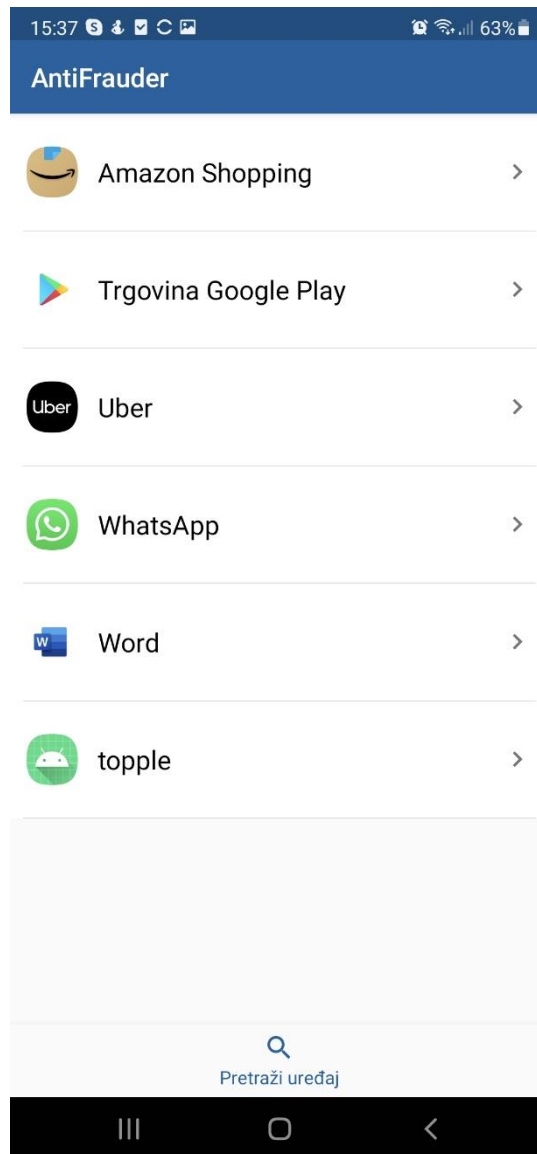 15:37 63%
AntiFrauder
Amazon Shopping
Trgovina Google Play
Uber Uber
WhatsApp
W Word
topple
Pretraži uređaj